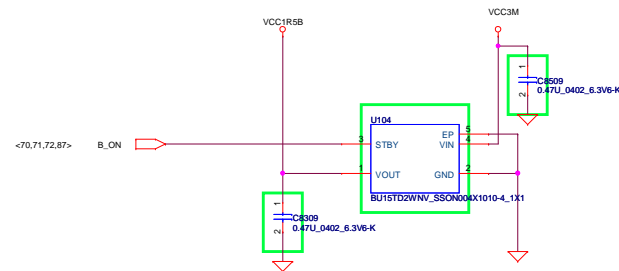 VCC1R5B
VCC3M
1
C8509
2
0.47U_0402_6.3V6-K
U104
<70,71,72,87> B_ON
3 STBY
EP 5
VIN 4
1 VOUT
GND 2
BU15TD2WNV_SSON004X1010-4_1X1
1
C8309
2
0.47U_0402_6.3V6-K